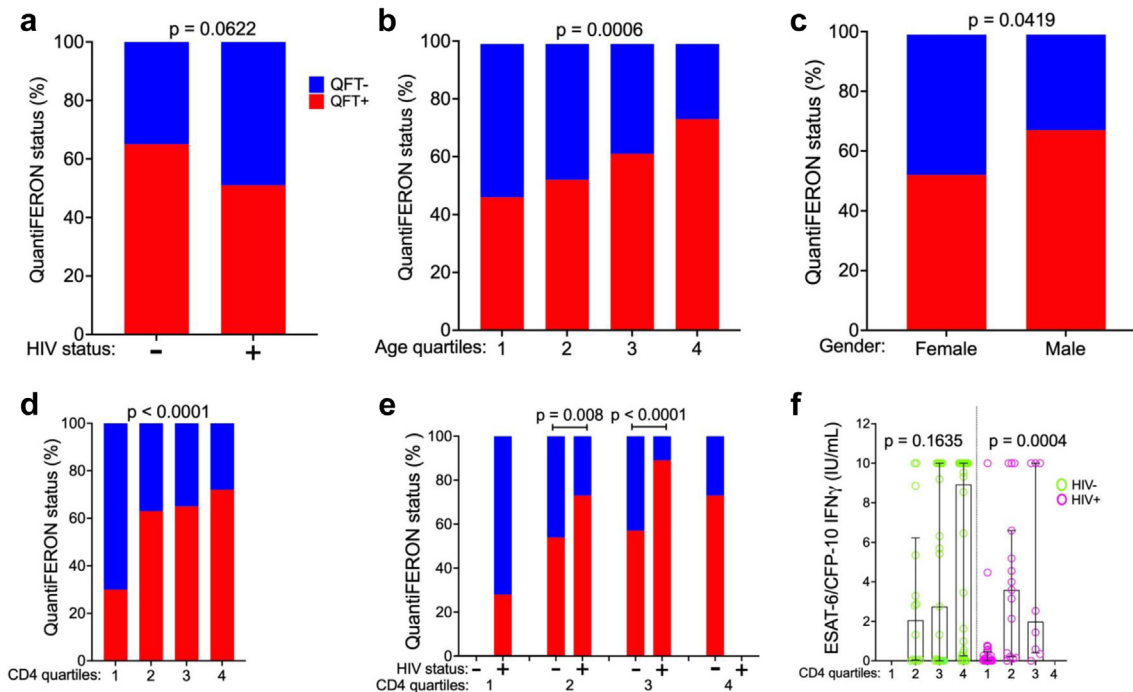 a
p = 0.0622
QuantiFERON status (%)
100
80
60
40
20
0
HIV status: - +
QFT-
QFT+
b
p = 0.0006
QuantiFERON status (%)
100
80
60
40
20
0
Age quartiles: 1 2 3 4
c
p = 0.0419
QuantiFERON status (%)
100
80
60
40
20
0
Gender: Female Male
d
p < 0.0001
QuantiFERON status (%)
100
80
60
40
20
0
CD4 quartiles: 1 2 3 4
e
p = 0.008 p < 0.0001
QuantiFERON status (% )
100
80
60
40
20
0
HIV status: - + - + - + - +
CD4 quartiles: 1 2 3 4
f
p = 0.1635 p = 0.0004
ESAT-6/CFP-10 IFNγ (IU/mL)
12
10
8
6
4
2
0
HIV-
HIV+
CD4 quartiles: 1 2 3 4 1 2 3 4